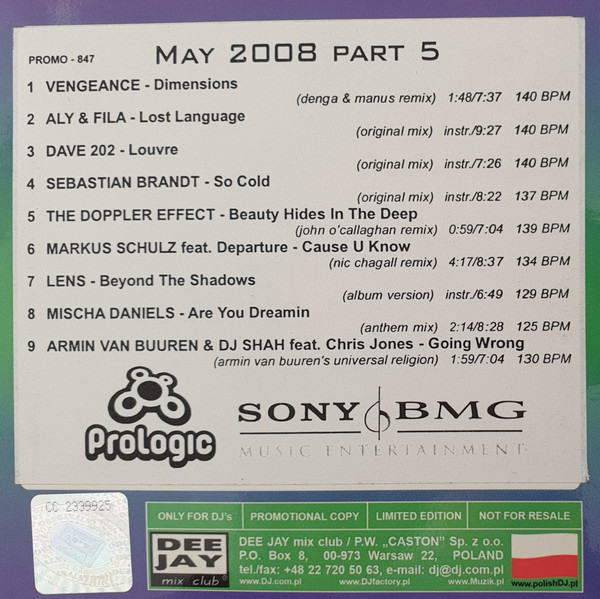 PROMO - 847 MAY 2008 PART 5
1 VENGEANCE - Dimensions
(denga & manus remix) 1:48/7:37 140 BPM
2 ALY & FILA - Lost Language
(original mix) instr./9:27 140 BPM
3 DAVE 202 - Louvre
(original mix) instr./7:26 140 BPM
4 SEBASTIAN BRANDT - So Cold
(original mix) instr./8:22 137 BPM
5 THE DOPPLER EFFECT - Beauty Hides In The Deep
(john o'callaghan remix) 0:59/7:04 139 BPM
6 MARKUS SCHULZ feat. Departure - Cause U Know
(nic chagall remix) 4:17/8:37 134 BPM
7 LENS - Beyond The Shadows
(album version) instr./6:49 129 BPM
8 MISCHA DANIELS - Are You Dreamin
(anthem mix) 2:14/8:28 125 BPM
9 ARMIN VAN BUUREN & DJ SHAH feat. Chris Jones - Going Wrong
(armin van buuren's universal religion) 1:59/7:04 130 BPM
ProLogic
SONY BMG
MUSIC ENTERTAINMENT
CC 2339925
ONLY FOR DJ's PROMOTIONAL COPY LIMITED EDITION NOT FOR RESALE
DEE JAY mix club
DEE JAY mix club / P.W. „CASTON" Sp. z o.o.
P.O. Box 8, 00-973 Warsaw 22, POLAND
tel./fax: +48 22 720 50 63, e-mail: dj@dj.com.pl
www.DJ.com.pl www.DJfactory.pl www.Muzik.pl www.polishDJ.pl